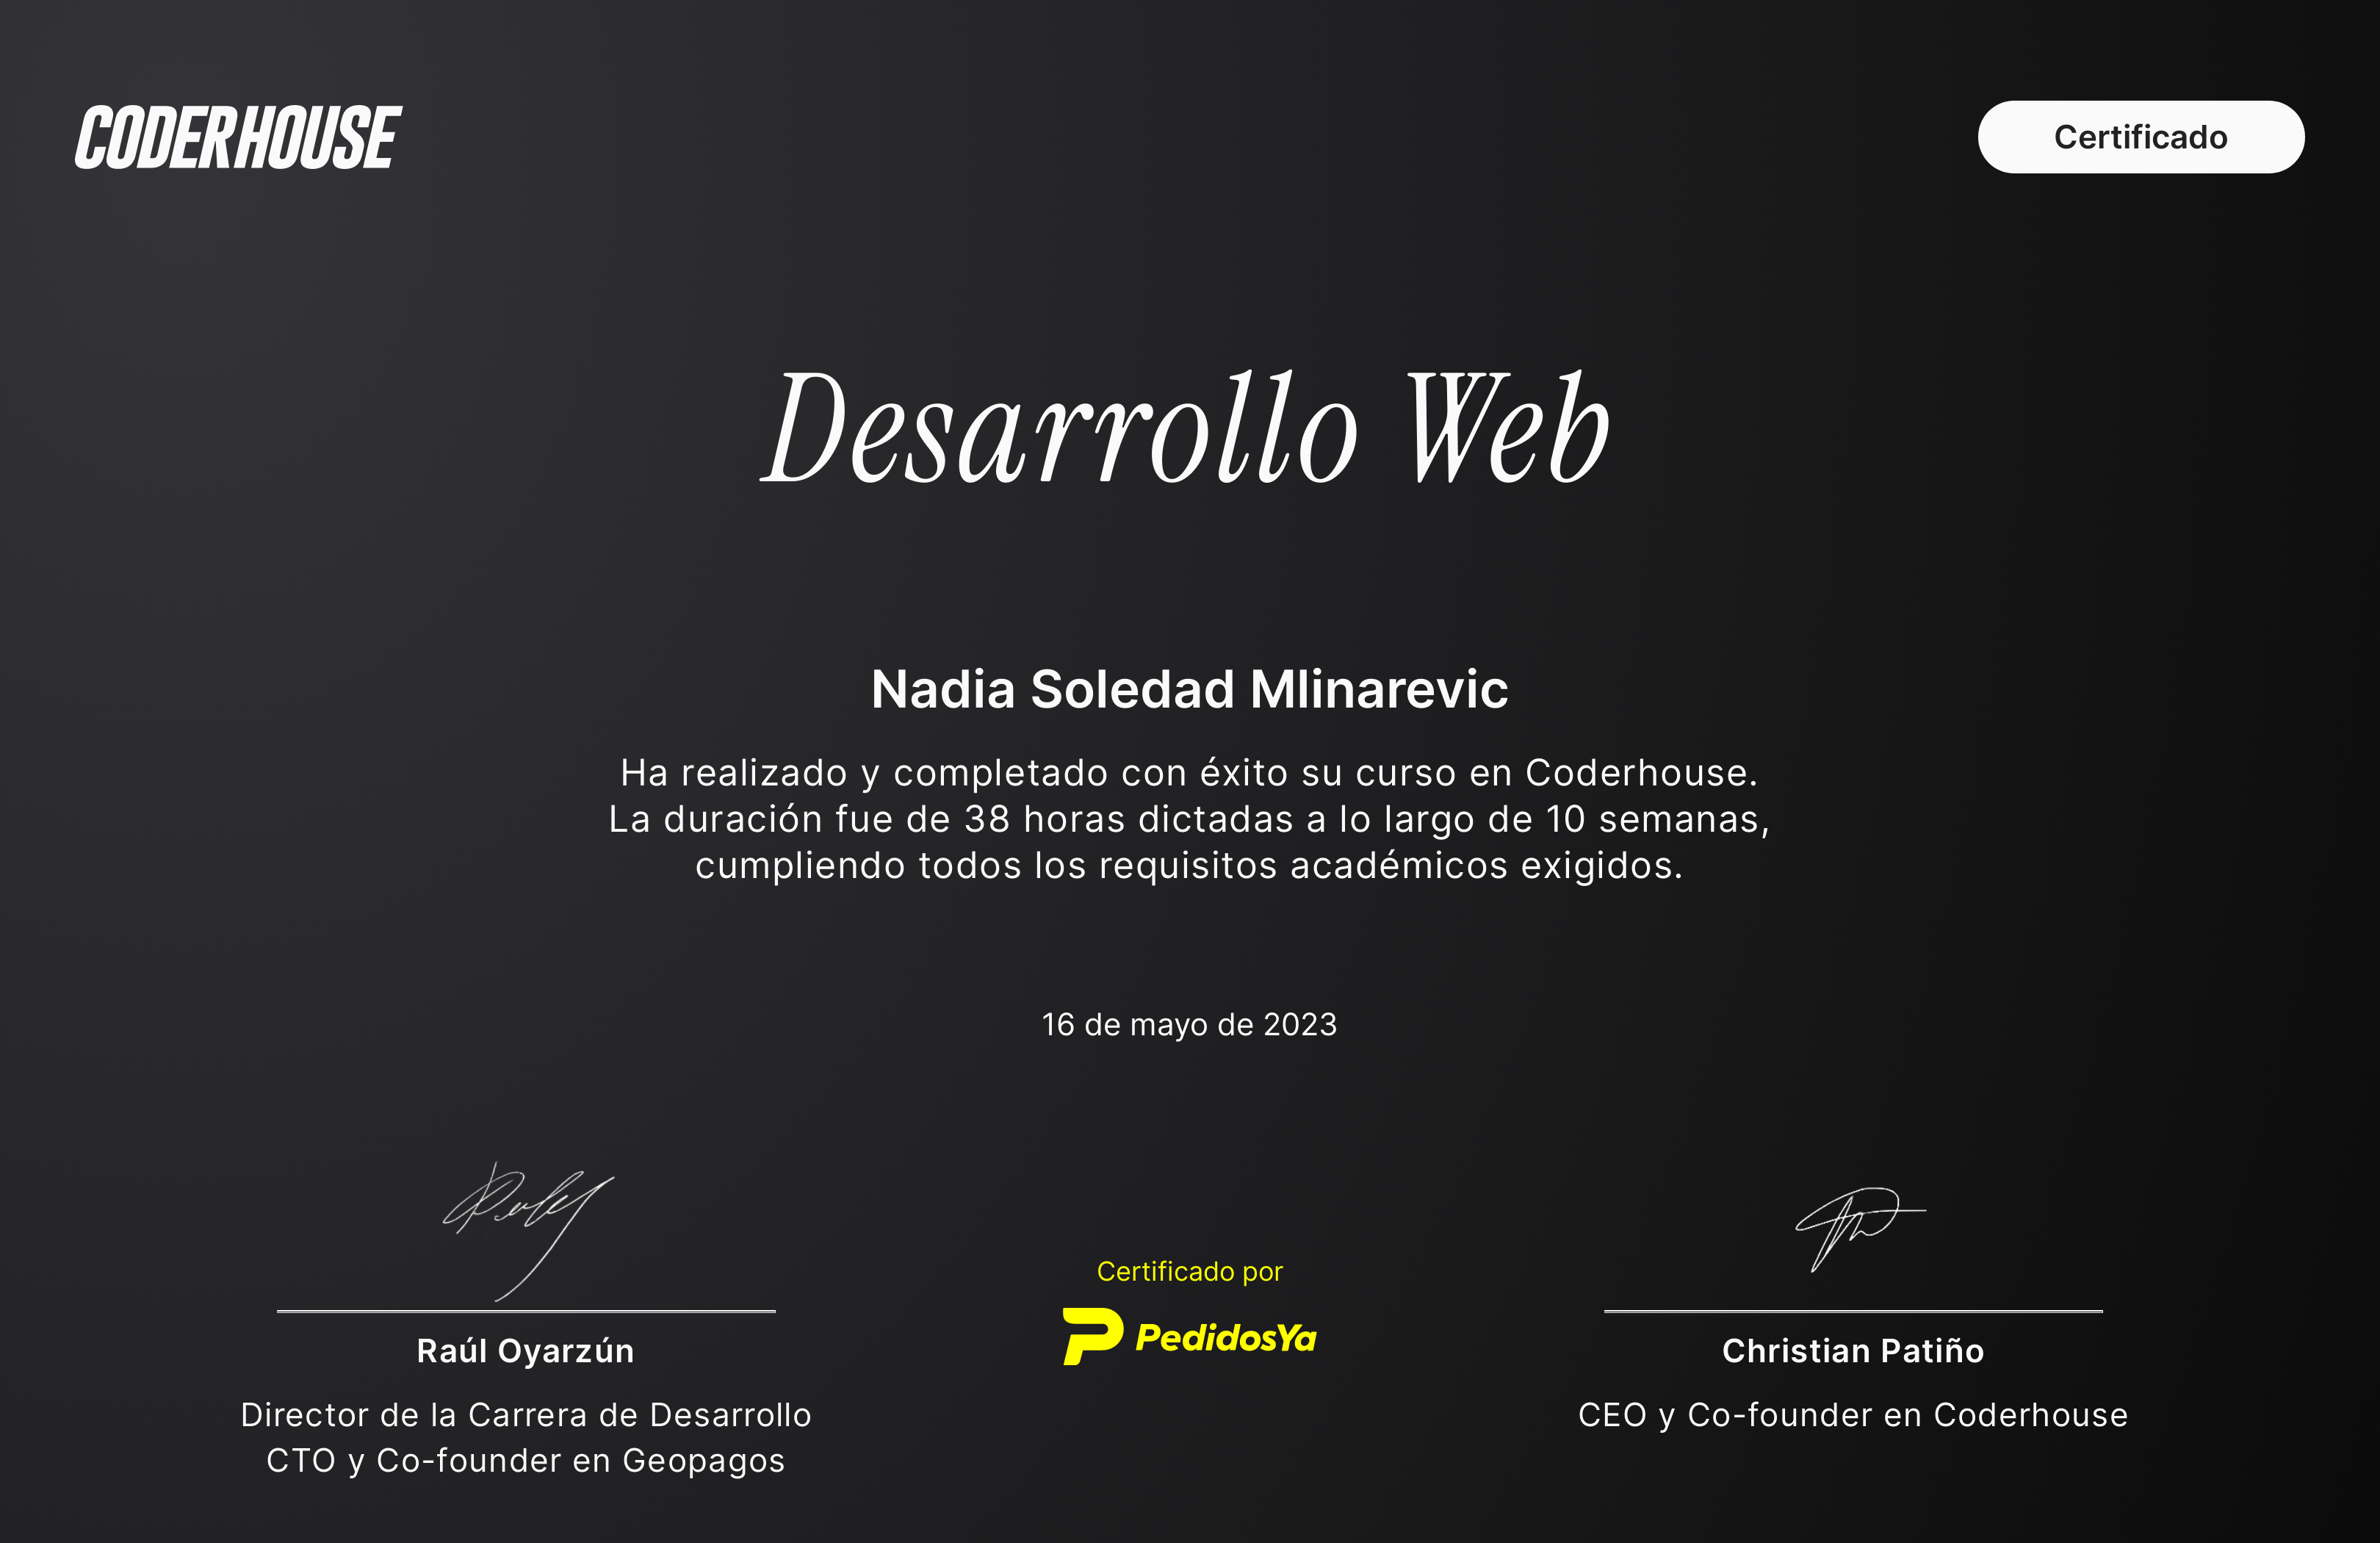 CODERHOUSE
Certificado
Desarrollo Web
Nadia Soledad Mlinarevic
Ha realizado y completado con éxito su curso en Coderhouse.
La duración fue de 38 horas dictadas a lo largo de 10 semanas,
cumpliendo todos los requisitos académicos exigidos.
16 de mayo de 2023
Raúl Oyarzún
Director de la Carrera de Desarrollo
CTO y Co-founder en Geopagos
Certificado por
PedidosYa
Christian Patiño
CEO y Co-founder en Coderhouse